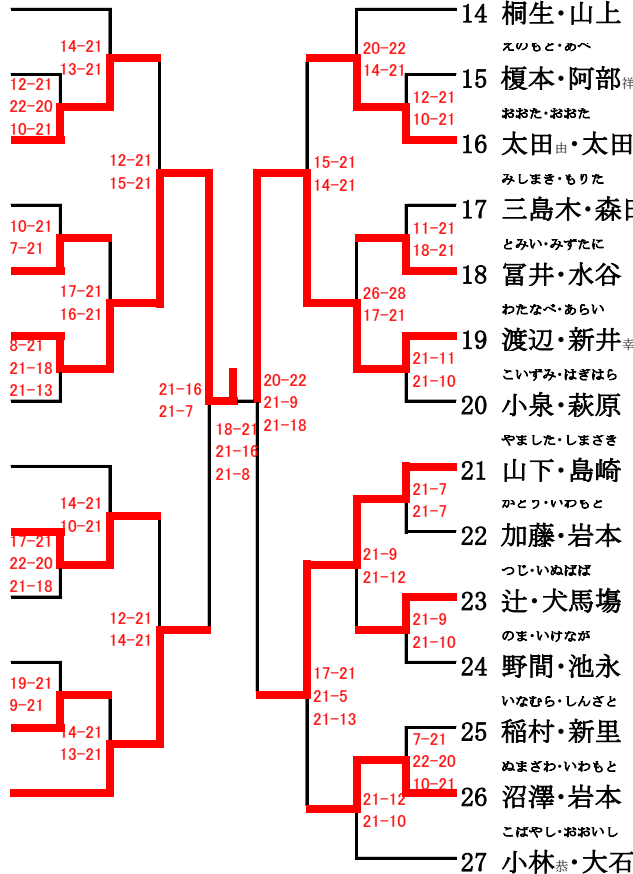 14 桐生・山上
えのもと・あべ
15 榎本・阿部祥
おおた・おおた
16 太田由・太田
みしまき・もりた
17 三島木・森田
とみい・みずたに
18 冨井・水谷
わたなべ・あらい
19 渡辺・新井幸
こいずみ・はぎはら
20 小泉・萩原
やました・しまざき
21 山下・島崎
かとう・いわもと
22 加藤・岩本
つじ・いぬばば
23 辻・犬馬塲
のま・いけなが
24 野間・池永
いなむら・しんざと
25 稲村・新里
ぬまざわ・いわもと
26 沼澤・岩本
こばやし・おおいし
27 小林恭・大石
14-21
13-21
12-21
22-20
10-21
12-21
15-21
10-21
7-21
17-21
16-21
8-21
21-18
21-13
21-16
21-7
14-21
10-21
17-21
22-20
21-18
12-21
14-21
19-21
9-21
14-21
13-21
18-21
21-16
21-8
20-22
21-9
21-18
20-22
14-21
12-21
10-21
15-21
14-21
11-21
18-21
26-28
17-21
21-11
21-10
21-7
21-7
21-9
21-12
21-9
21-10
17-21
21-5
21-13
7-21
22-20
10-21
21-12
21-10